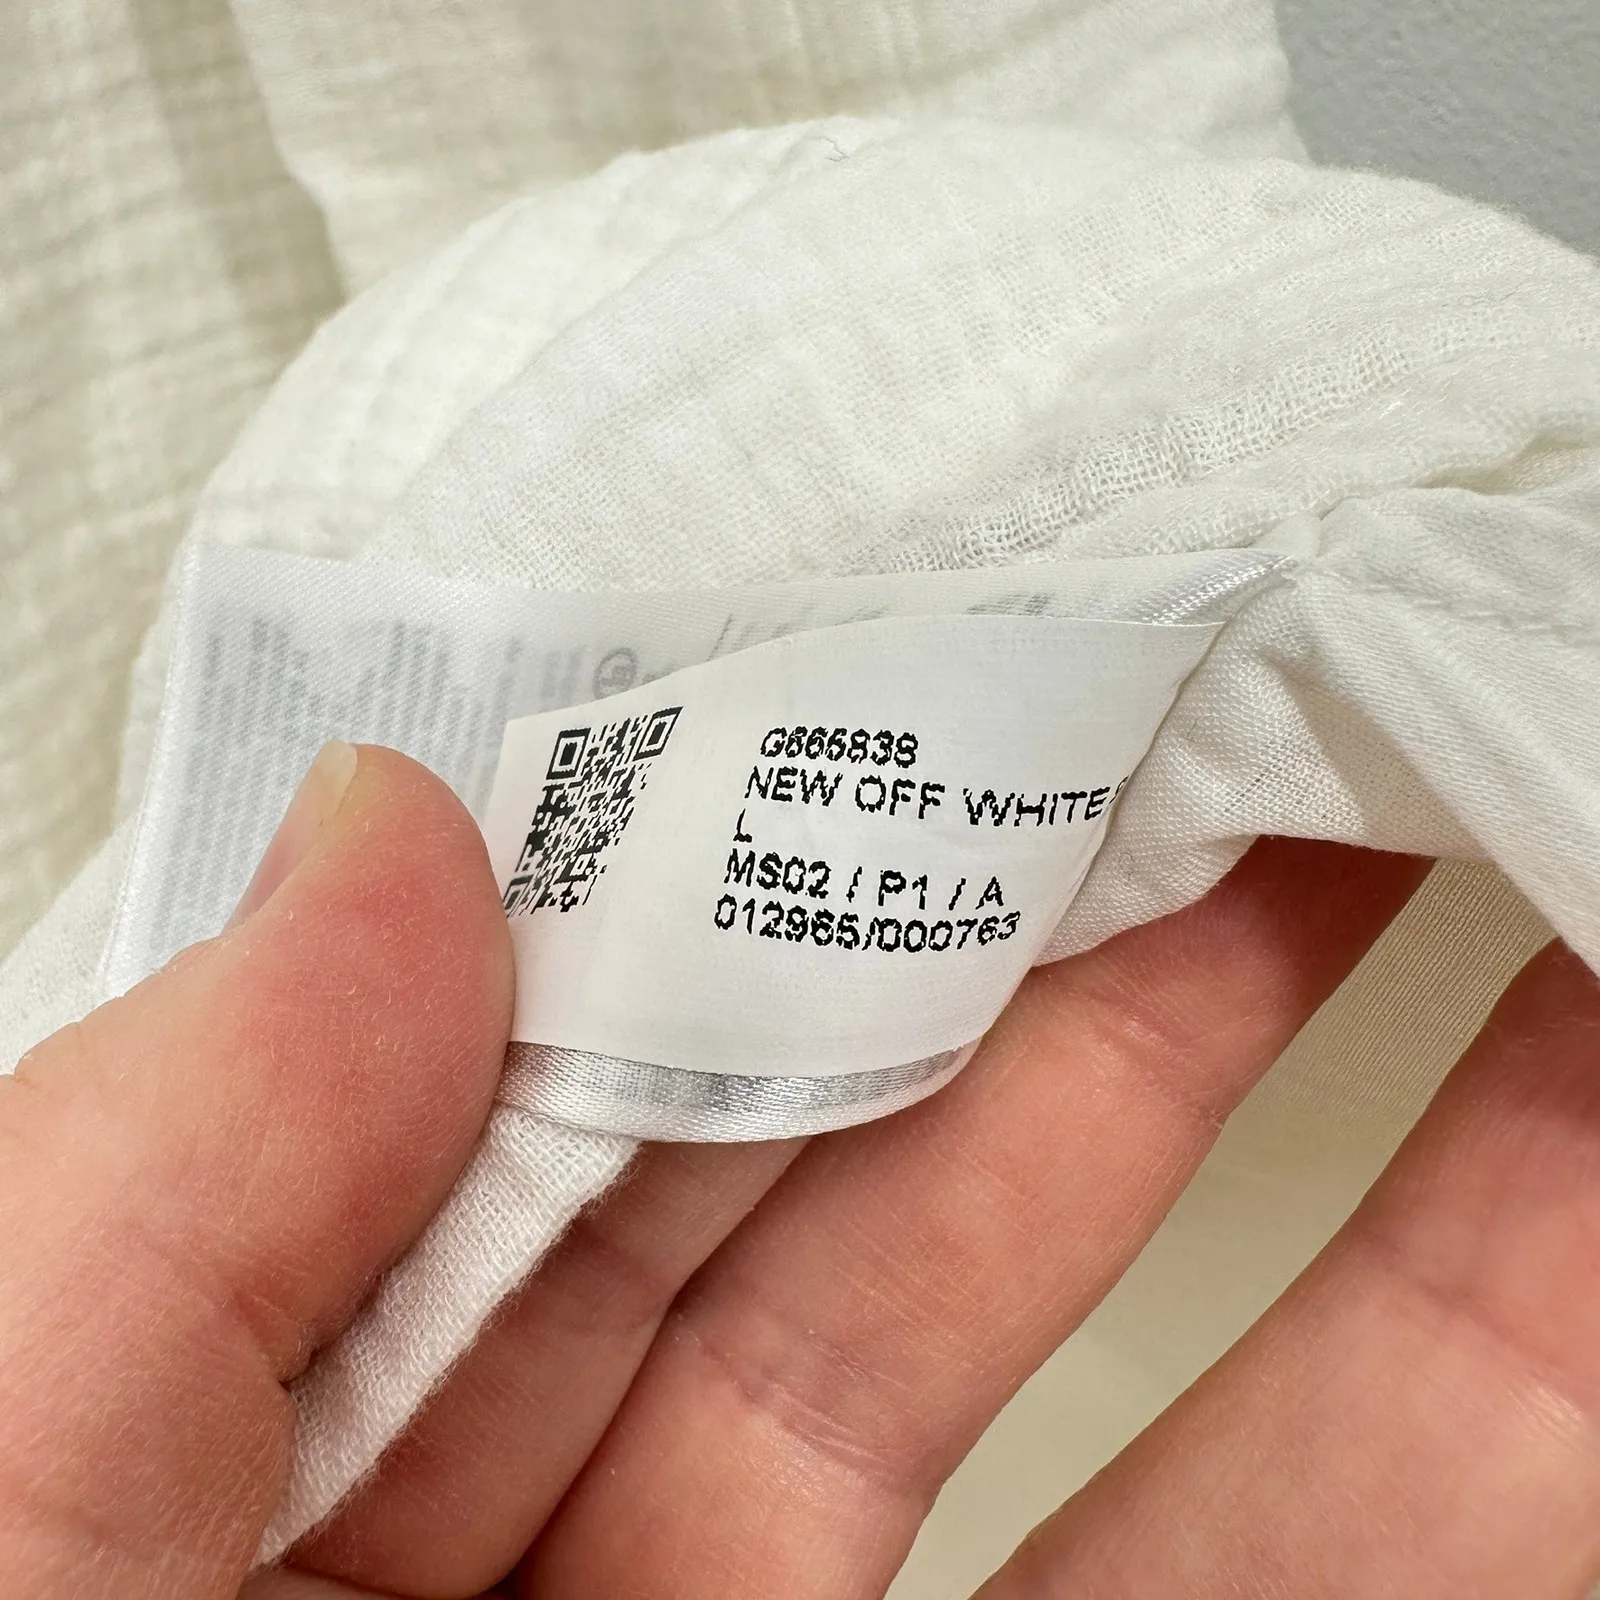 G666838
NEW OFF WHITE
L
MS02 / P1 / A
012965/000763